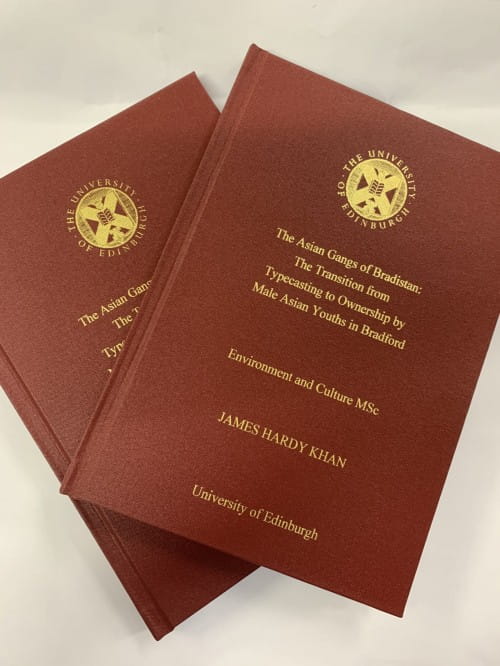 THE UNIVERSITY
OF EDINBURGH
The Asian Gangs
The
THE UNIVERSITY
OF EDINBURGH
The Asian Gangs of Bradistan:
The Transition from
Typecasting to Ownership by
Male Asian Youths in Bradford
Environment and Culture MSc
JAMES HARDY KHAN
University of Edinburgh